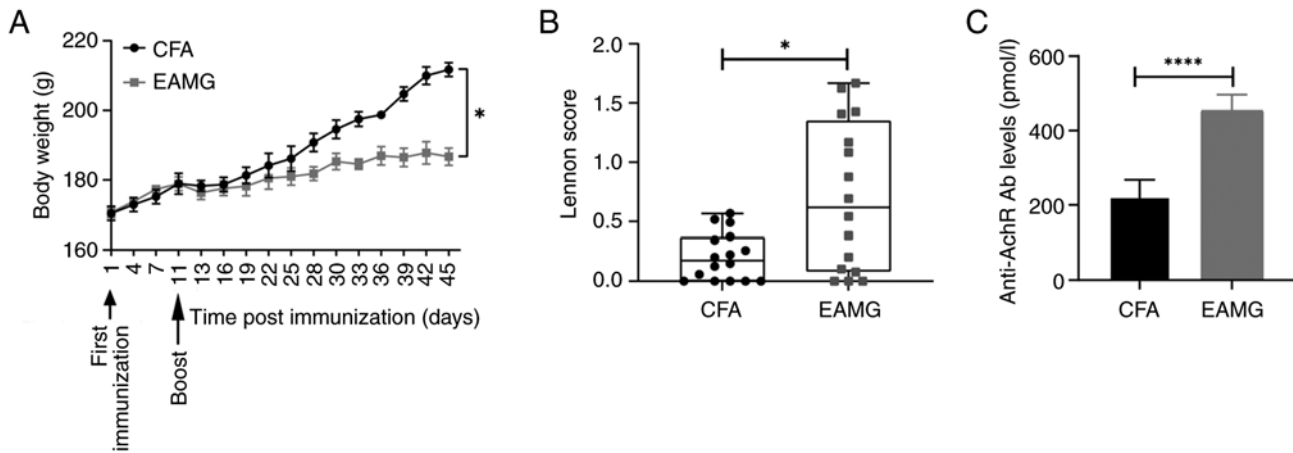 A
Body weight (g)
220
200
180
160
CFA
EAMG
*
1 4 7 11 13 16 19 22 25 28 30 33 36 39 42 45
Time post immunization (days)
First
immunization
Boost
B
Lennon score
2.0
1.5
1.0
0.5
0.0
*
CFA EAMG
C
Anti-AchR Ab levels (pmol/l)
600
400
200
0
****
CFA EAMG